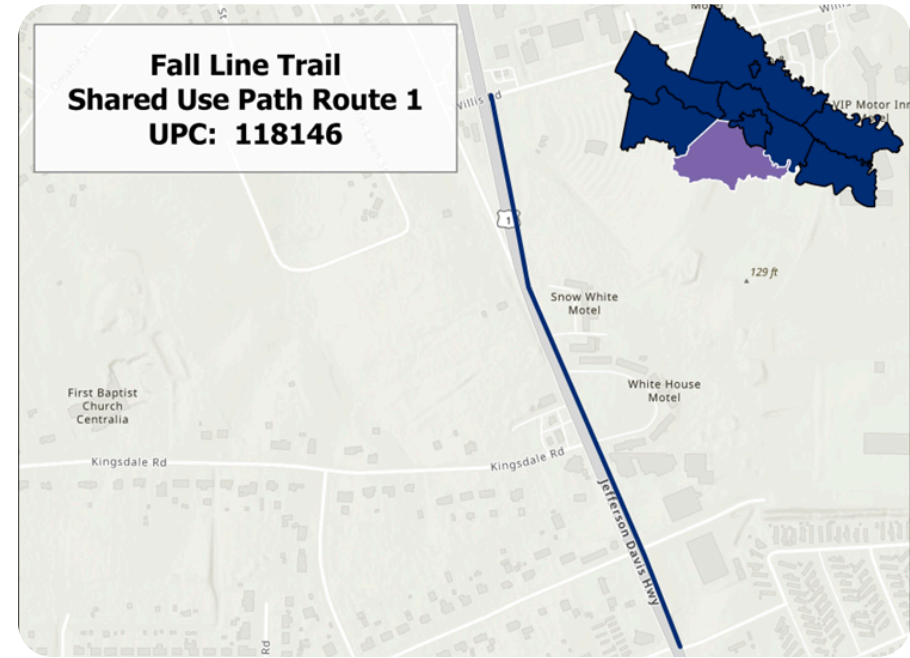 Fall Line Trail
Shared Use Path Route 1
UPC: 118146
Willis Rd
VIP Motor Inn
1
129 ft
Snow White
Motel
White House
Motel
First Baptist
Church
Centralia
Kingsdale Rd
Kingsdale Rd
Jefferson Davis Hwy
Rd